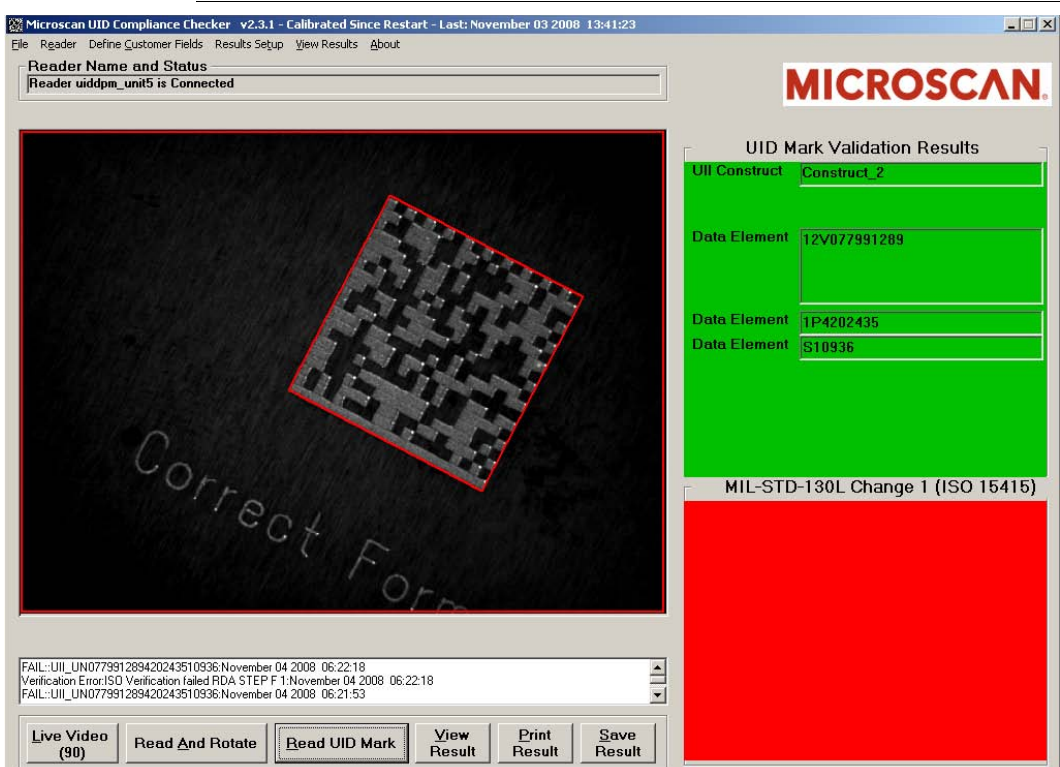 Microscan UID Compliance Checker v2.3.1 - Calibrated Since Restart - Last: November 03 2008 13:41:23
File Reader Define Customer Fields Results Setup View Results About
Reader Name and Status
Reader uiddpm_unit5 is Connected
MICROSCAN.
UID Mark Validation Results
UII Construct Construct_2
Data Element 12V077991289
Data Element 1P4202435
Data Element S10936
Correct Form
MIL-STD-130L Change 1 (ISO 15415)
FAIL::UII_UN077991289420243510936:November 04 2008 06:22:18
Verification Error:ISO Verification failed RDA STEP F 1:November 04 2008 06:22:18
FAIL::UII_UN077991289420243510936:November 04 2008 06:21:53
Live Video (90)
Read And Rotate
Read UID Mark
View Result
Print Result
Save Result